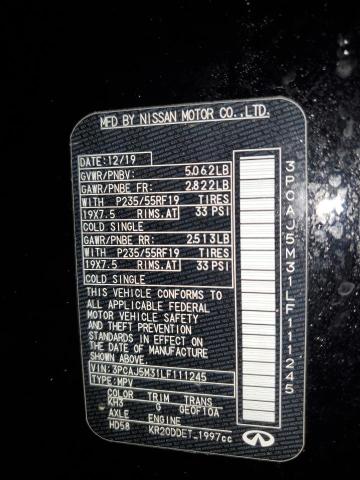 MFD BY NISSAN MOTOR CO.,LTD.
DATE: 12/19
GVWR/PNBV: 5,062LB
GAWR/PNBE FR: 2,822LB
WITH P235/55RF19 TIRES
19X7.5 RIMS.AT 33 PSI
COLD SINGLE
GAWR/PNBE RR: 2513LB
WITH P235/55RF19 TIRES
19X7.5 RIMS.AT 33 PSI
COLD SINGLE
THIS VEHICLE CONFORMS TO
ALL APPLICABLE FEDERAL
MOTOR VEHICLE SAFETY
AND THEFT PREVENTION
STANDARDS IN EFFECT ON
THE DATE OF MANUFACTURE
SHOWN ABOVE
VIN: 3PCAJ5M31LF111245
TYPE: MPV
COLOR TRIM TRANS
KH3 G GE0F10A
AXLE ENGINE
HD58 KR20DDET 1997cc
3PCAJ5M31LF111245